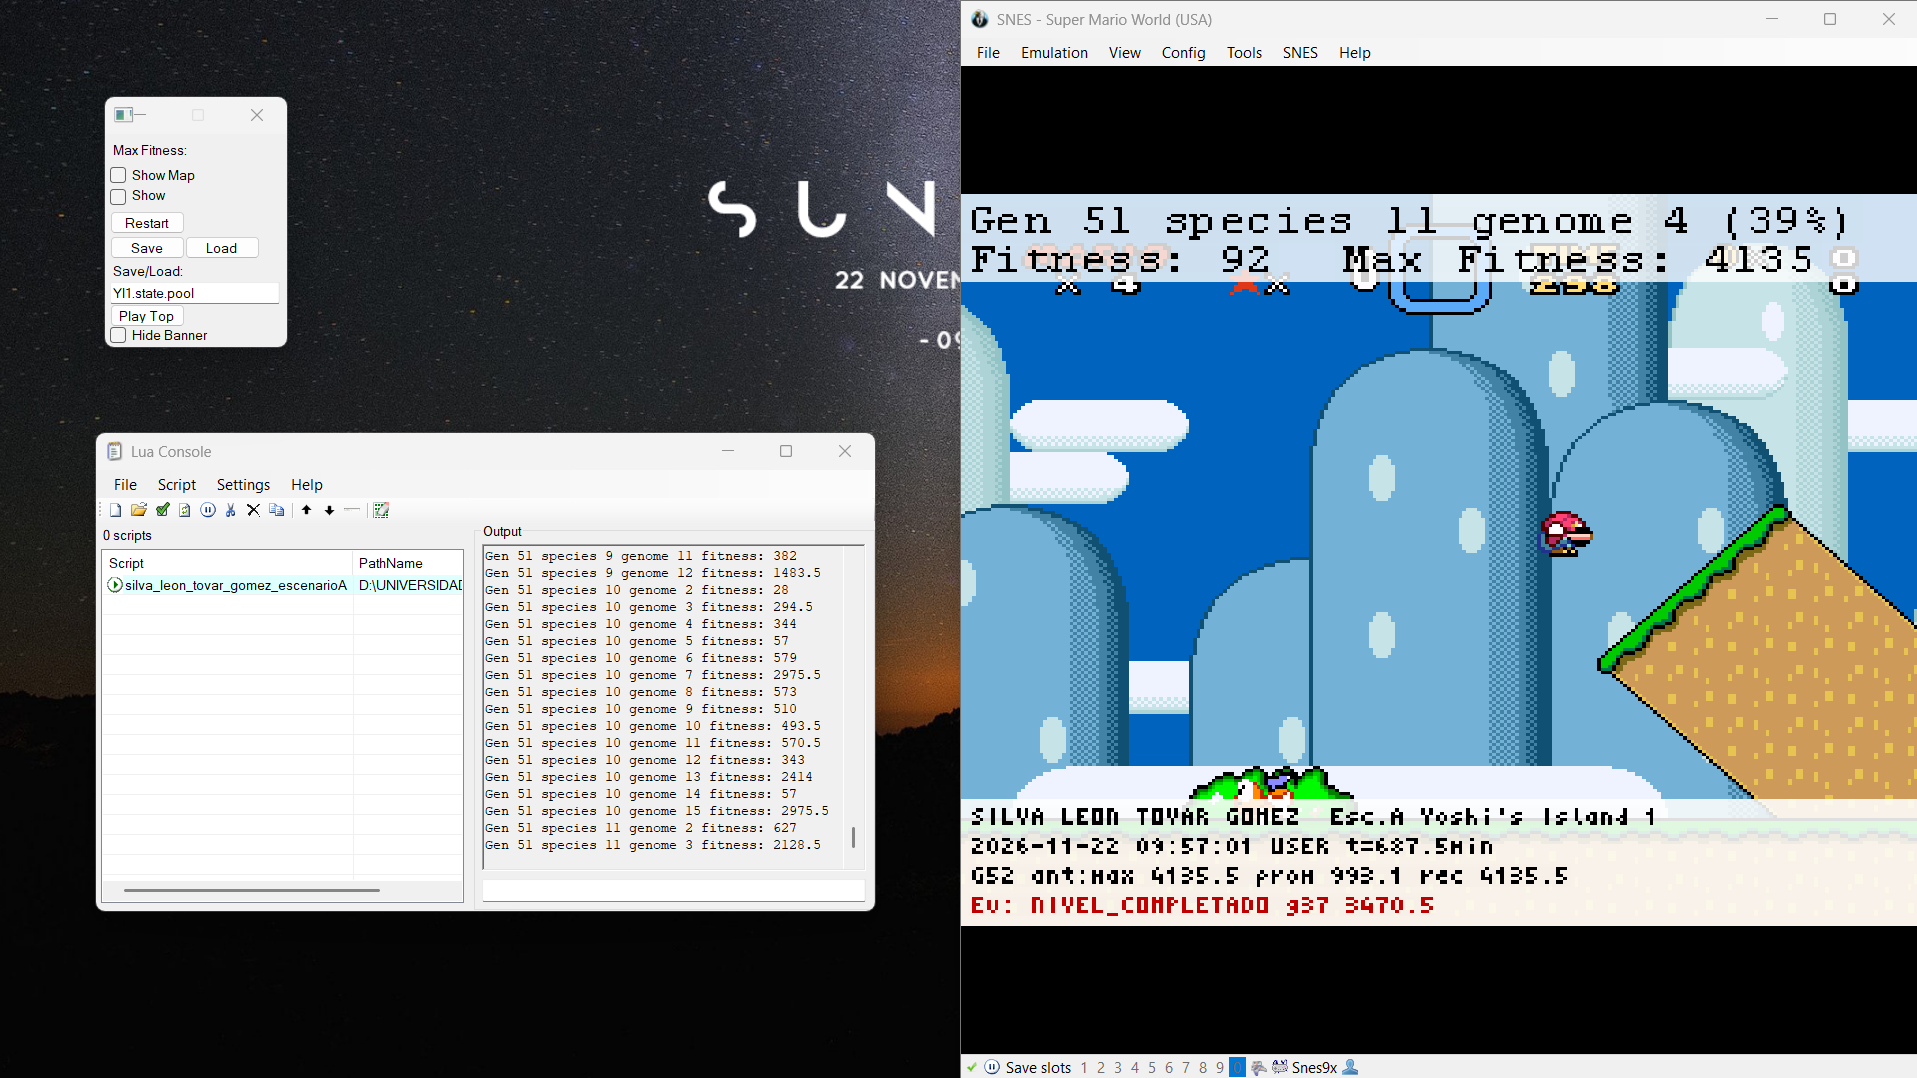 SUN
22 NOVEN
- 09
Max Fitness:
Show Map
Show
Restart
Save Load
Save/Load:
YI1.state.pool
Play Top
Hide Banner
Lua Console
File Script Settings Help
0 scripts
Script PathName
silva_leon_tovar_gomez_escenarioA D:\UNIVERSIDAD
Output
Gen 51 species 9 genome 11 fitness: 382
Gen 51 species 9 genome 12 fitness: 1483.5
Gen 51 species 10 genome 2 fitness: 28
Gen 51 species 10 genome 3 fitness: 294.5
Gen 51 species 10 genome 4 fitness: 344
Gen 51 species 10 genome 5 fitness: 57
Gen 51 species 10 genome 6 fitness: 579
Gen 51 species 10 genome 7 fitness: 2975.5
Gen 51 species 10 genome 8 fitness: 573
Gen 51 species 10 genome 9 fitness: 510
Gen 51 species 10 genome 10 fitness: 493.5
Gen 51 species 10 genome 11 fitness: 570.5
Gen 51 species 10 genome 12 fitness: 343
Gen 51 species 10 genome 13 fitness: 2414
Gen 51 species 10 genome 14 fitness: 57
Gen 51 species 10 genome 15 fitness: 2975.5
Gen 51 species 11 genome 2 fitness: 627
Gen 51 species 11 genome 3 fitness: 2128.5
SNES - Super Mario World (USA)
File Emulation View Config Tools SNES Help
Gen 51 species 11 genome 4 (39%)
Fitness: 92 Max Fitness: 4135
x 4 x 0 298 0
SILVA LEON TOVAR GOMEZ Esc.A Yoshi's Island 1
2026-11-22 09:57:01 USER t=687.5min
G52 ant:max 4135.5 prom 993.1 rec 4135.5
Ev: NIVEL_COMPLETADO g37 3470.5
Save slots 1 2 3 4 5 6 7 8 9 0 Snes9x